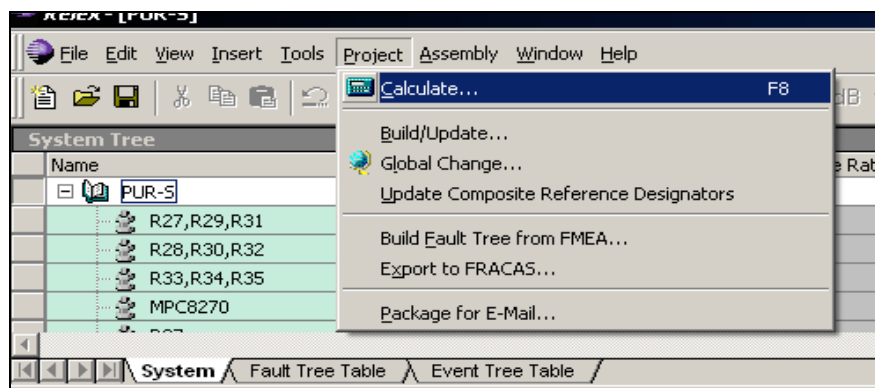 Relex - [PUR-S]
File Edit View Insert Tools Project Assembly Window Help
Calculate... F8
dB
System Tree
Build/Update...
Name
Global Change...
e Rat
PUR-S
Update Composite Reference Designators
R27,R29,R31
R28,R30,R32
Build Fault Tree from FMEA...
R33,R34,R35
Export to FRACAS...
MPC8270
Package for E-Mail...
System Fault Tree Table Event Tree Table